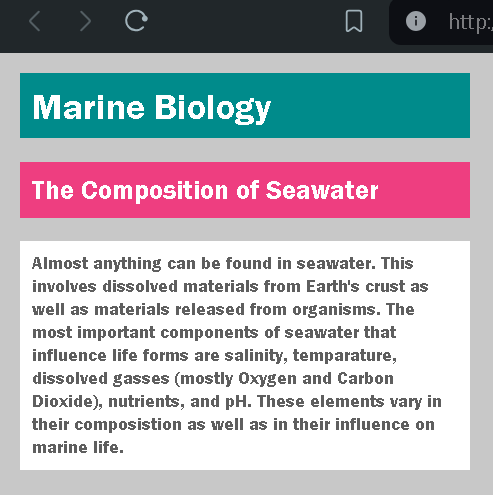 http:
Marine Biology
The Composition of Seawater
Almost anything can be found in seawater. This
involves dissolved materials from Earth's crust as
well as materials released from organisms. The
most important components of seawater that
influence life forms are salinity, temparature,
dissolved gasses (mostly Oxygen and Carbon
Dioxide), nutrients, and pH. These elements vary in
their composistion as well as in their influence on
marine life.